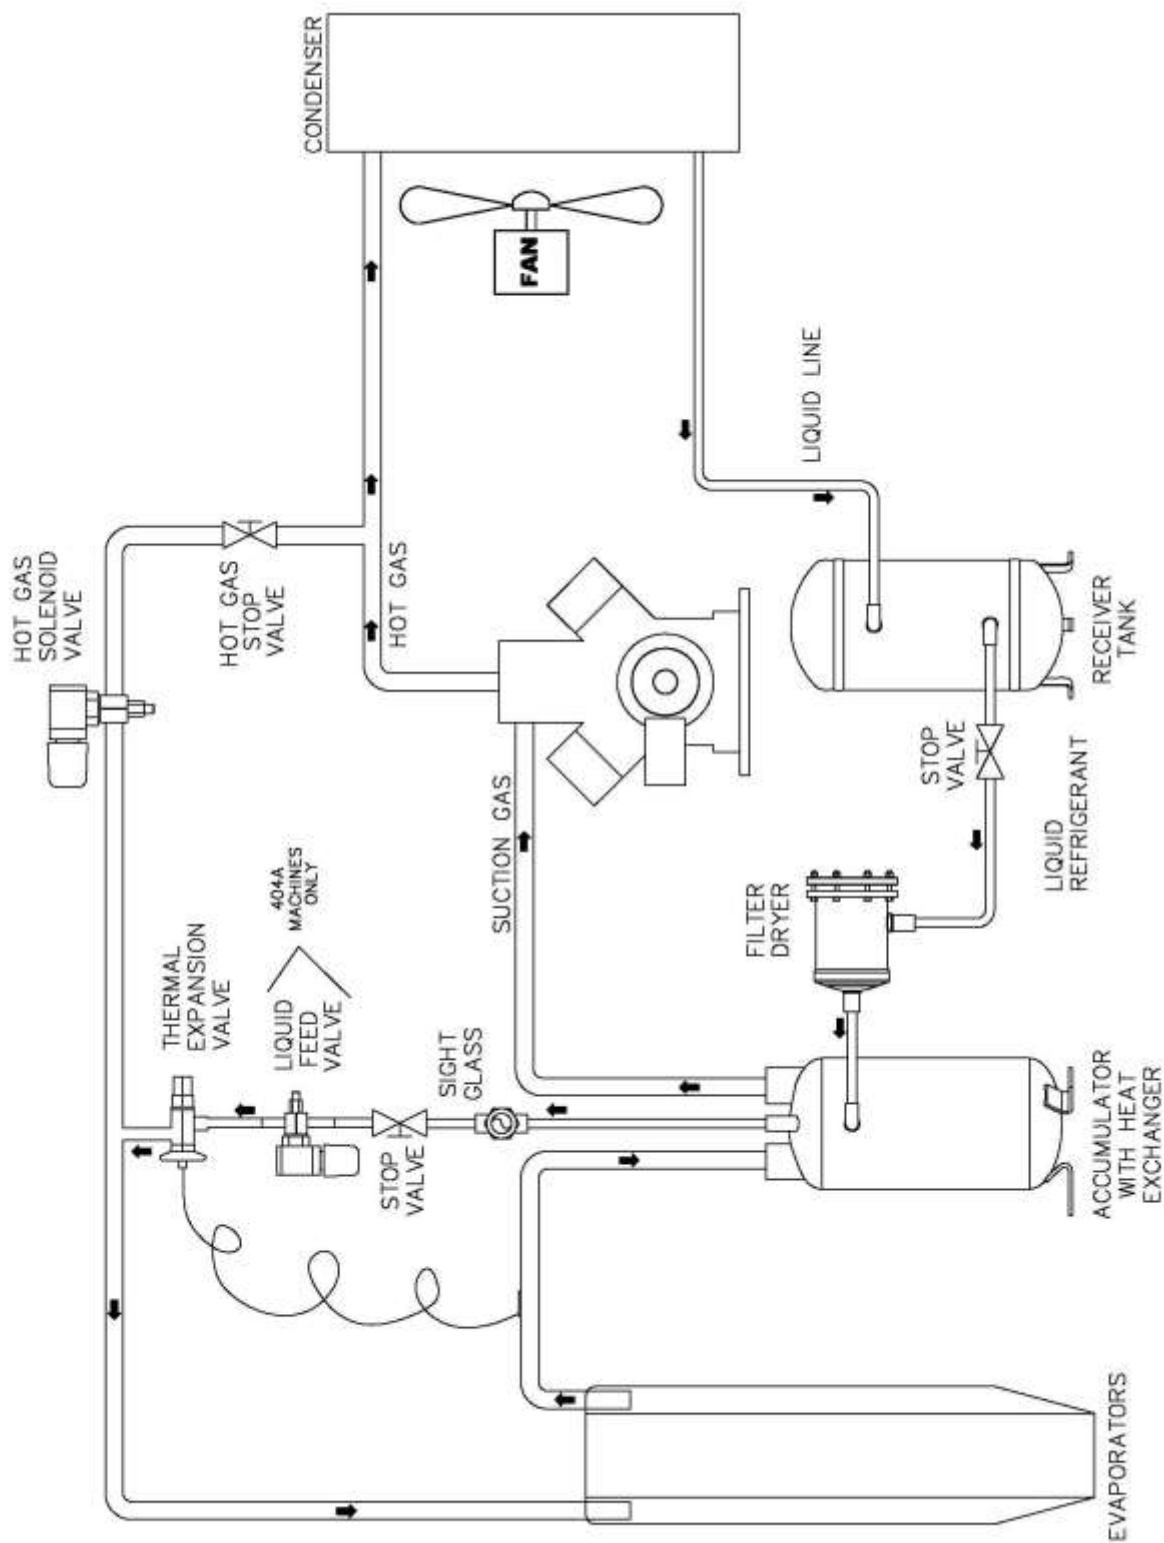 HOT GAS
SOLENOID
VALVE
HOT GAS
STOP
VALVE
HOT GAS
CONDENSER
FAN
LIQUID LINE
THERMAL
EXPANSION
VALVE
404A
MACHINES
ONLY
LIQUID
FEED
VALVE
STOP
VALVE
SIGHT
GLASS
SUCTION GAS
FILTER
DRYER
STOP
VALVE
LIQUID
REFRIGERANT
RECEIVER
TANK
EVAPORATORS
ACCUMULATOR
WITH HEAT
EXCHANGER